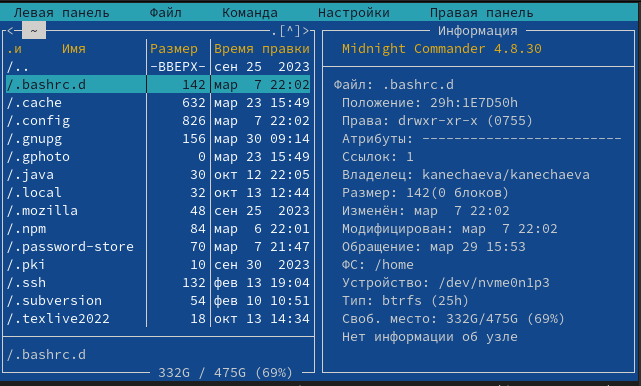 Левая панель Файл Команда Настройки Правая панель
<- ~ .[^]>
.и Имя Размер Время правки
/.. -ВВЕРХ- сен 25 2023
/.bashrc.d 142 мар 7 22:02
/.cache 632 мар 23 15:49
/.config 826 мар 7 22:02
/.gnupg 156 мар 30 09:14
/.gphoto 0 мар 23 15:49
/.java 30 окт 12 22:05
/.local 32 окт 13 12:44
/.mozilla 48 сен 25 2023
/.npm 84 мар 6 22:01
/.password-store 70 мар 7 21:47
/.pki 10 сен 30 2023
/.ssh 132 фев 13 19:04
/.subversion 54 фев 10 10:51
/.texlive2022 18 окт 13 14:34
/.bashrc.d
332G / 475G (69%)
Информация
Midnight Commander 4.8.30
Файл: .bashrc.d
Положение: 29h:1E7D50h
Права: drwxr-xr-x (0755)
Атрибуты: -------------------------
Ссылок: 1
Владелец: kanechaeva/kanechaeva
Размер: 142(0 блоков)
Изменён: мар 7 22:02
Модифицирован: мар 7 22:02
Обращение: мар 29 15:53
ФС: /home
Устройство: /dev/nvme0n1p3
Тип: btrfs (25h)
Своб. место: 332G/475G (69%)
Нет информации об узле